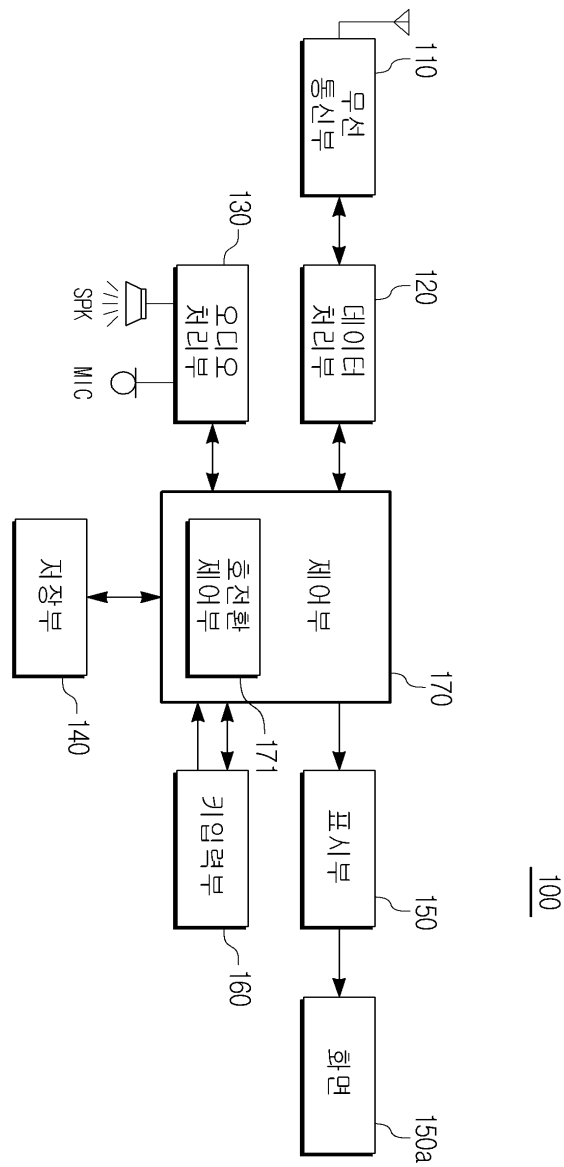 100
110
120
170
150
150a
무선
통신부
데이터
처리부
제어부
표시부
화면
130
171
160
오디오
처리부
호전환
제어부
키입력부
SPK
MIC
140
저장부